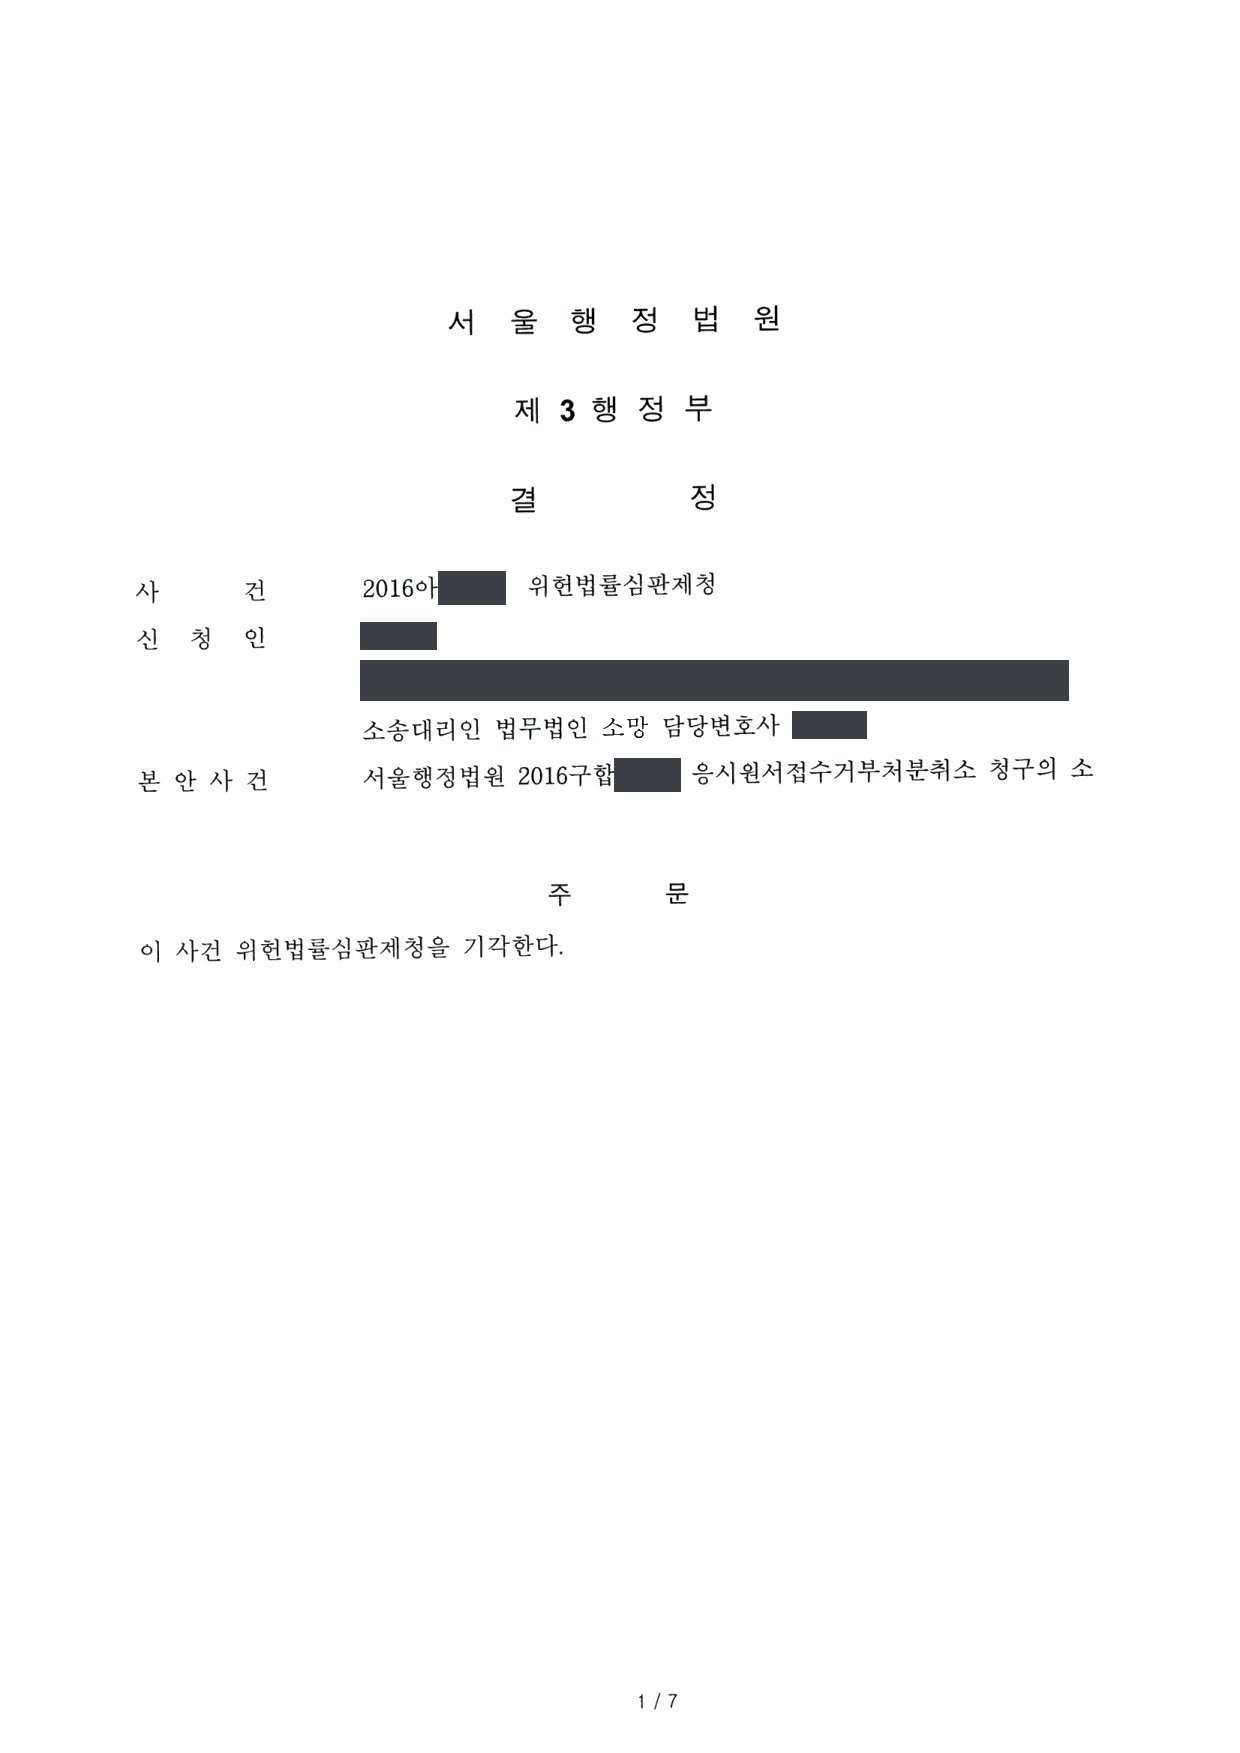 서 울 행 정 법 원
제 3 행 정 부
결 정
사 건 2016아 위헌법률심판제청
신 청 인
소송대리인 법무법인 소망 담당변호사
본 안 사 건 서울행정법원 2016구합 응시원서접수거부처분취소 청구의 소
주 문
이 사건 위헌법률심판제청을 기각한다.
1 / 7